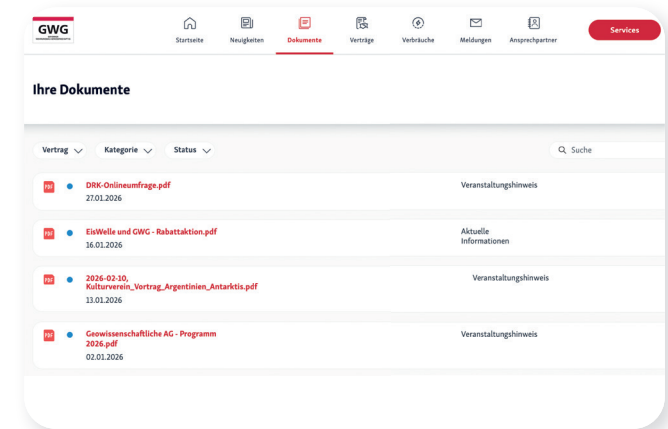 GWG
Startseite
Neuigkeiten
Dokumente
Verträge
Verbräuche
Meldungen
Ansprechpartner
Services
Ihre Dokumente
Vertrag
Kategorie
Status
Suche
PDF
DRK-Onlineumfrage.pdf
Veranstaltungshinweis
27.01.2026
PDF
EisWelle und GWG - Rabattaktion.pdf
Aktuelle
Informationen
16.01.2026
PDF
2026-02-10,
Kulturverein_Vortrag_Argentinien_Antarktis.pdf
Veranstaltungshinweis
13.01.2026
PDF
Geowissenschaftliche AG - Programm
2026.pdf
Veranstaltungshinweis
02.01.2026